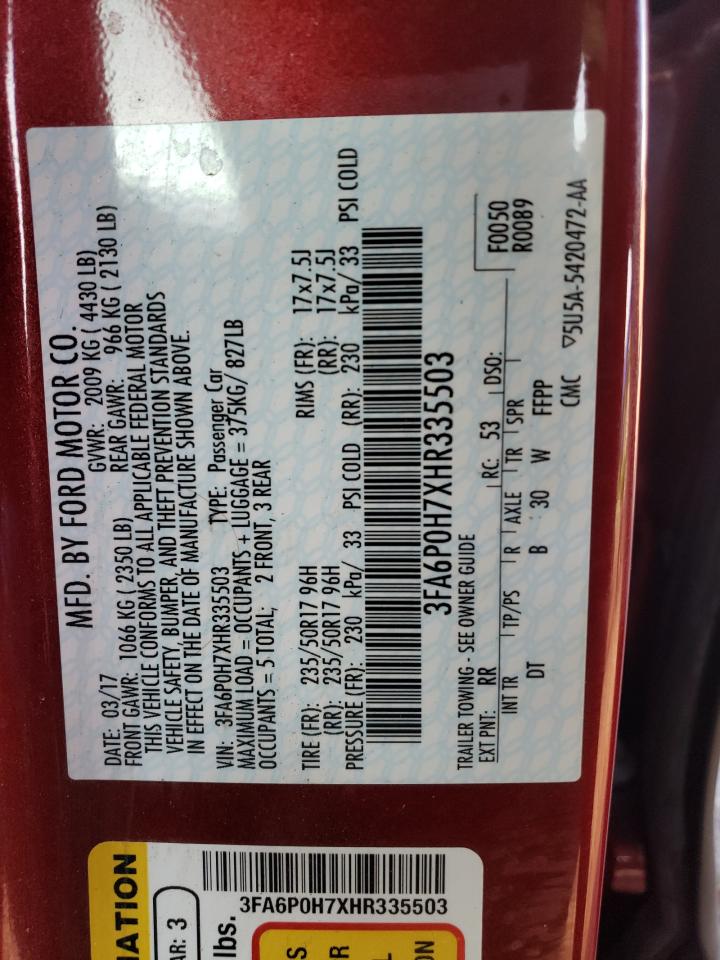 MFD. BY FORD MOTOR CO.
DATE: 03/17 GVWR: 2009 KG ( 4430 LB)
FRONT GAWR: 1066 KG ( 2350 LB) REAR GAWR: 966 KG ( 2130 LB)
THIS VEHICLE CONFORMS TO ALL APPLICABLE FEDERAL MOTOR
VEHICLE SAFETY, BUMPER, AND THEFT PREVENTION STANDARDS
IN EFFECT ON THE DATE OF MANUFACTURE SHOWN ABOVE.
VIN: 3FA6P0H7XHR335503 TYPE: Passenger Car
MAXIMUM LOAD = OCCUPANTS + LUGGAGE = 375KG/ 827LB
OCCUPANTS = 5 TOTAL; 2 FRONT, 3 REAR
TIRE (FR): 235/50R17 96H RIMS (FR): 17x7.5J
(RR): 235/50R17 96H (RR): 17x7.5J
PRESSURE (FR): 230 kPa/ 33 PSI COLD (RR): 230 kPa/ 33 PSI COLD
3FA6P0H7XHR335503
TRAILER TOWING - SEE OWNER GUIDE F0050
EXT PNT: RR RC: 53 DSO: R0089
INT TR TP/PS R AXLE TR SPR
DT B 30 W FFPP
CMC ▽5U5A-5420472-AA
MATION
AR: 3
lbs.
3FA6P0H7XHR335503
S
R
L
ON